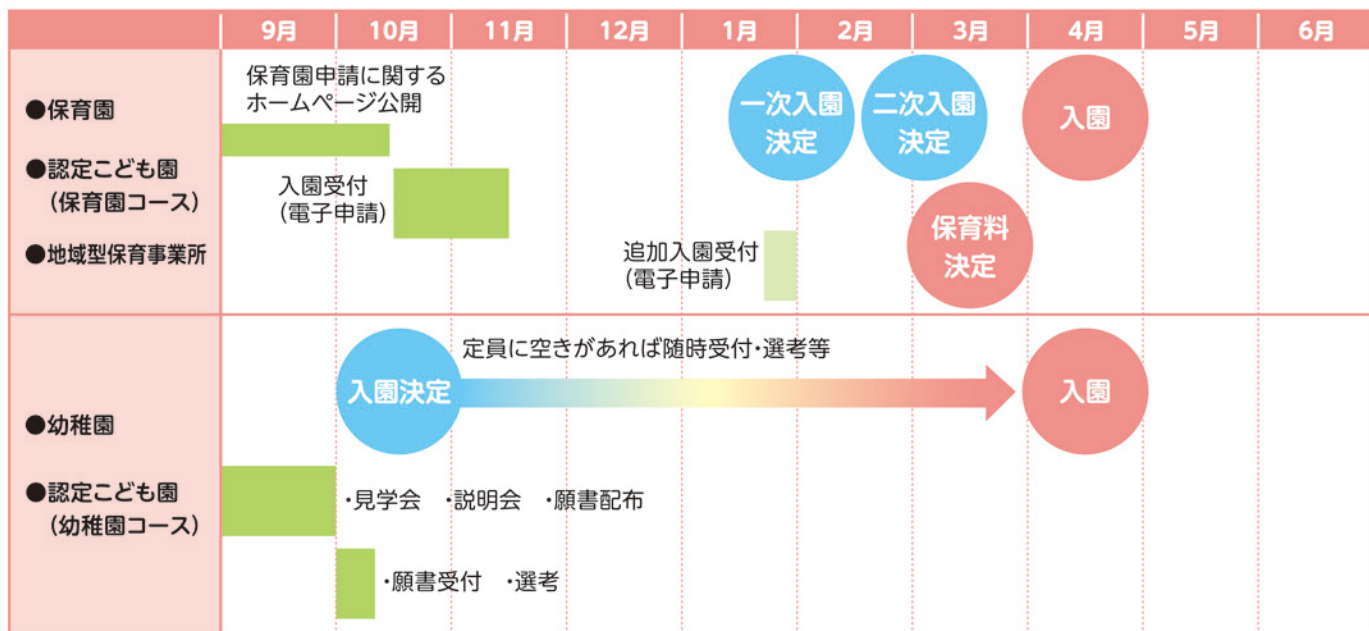 9月 10月 11月 12月 1月 2月 3月 4月 5月 6月
●保育園
●認定こども園
(保育園コース)
●地域型保育事業所
保育園申請に関する
ホームページ公開
入園受付
(電子申請)
追加入園受付
(電子申請)
一次入園
決定
二次入園
決定
保育料
決定
入園
●幼稚園
●認定こども園
(幼稚園コース)
入園決定
定員に空きがあれば随時受付・選考等
入園
・見学会 ・説明会 ・願書配布
・願書受付 ・選考